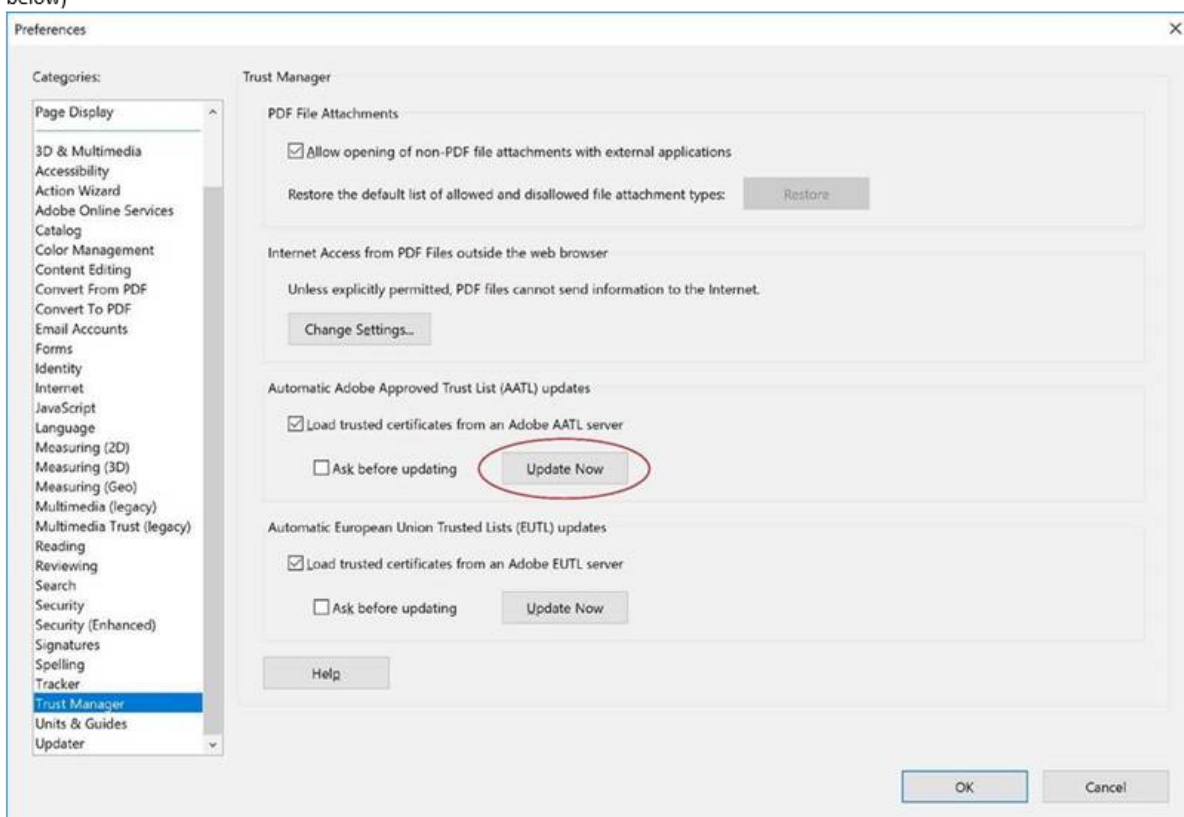 below)
Preferences
Categories:
Page Display
3D & Multimedia
Accessibility
Action Wizard
Adobe Online Services
Catalog
Color Management
Content Editing
Convert From PDF
Convert To PDF
Email Accounts
Forms
Identity
Internet
JavaScript
Language
Measuring (2D)
Measuring (3D)
Measuring (Geo)
Multimedia (legacy)
Multimedia Trust (legacy)
Reading
Reviewing
Search
Security
Security (Enhanced)
Signatures
Spelling
Tracker
Trust Manager
Units & Guides
Updater
Trust Manager
PDF File Attachments
Allow opening of non-PDF file attachments with external applications
Restore the default list of allowed and disallowed file attachment types: Restore
Internet Access from PDF Files outside the web browser
Unless explicitly permitted, PDF files cannot send information to the Internet.
Change Settings...
Automatic Adobe Approved Trust List (AATL) updates
Load trusted certificates from an Adobe AATL server
Ask before updating Update Now
Automatic European Union Trusted Lists (EUTL) updates
Load trusted certificates from an Adobe EUTL server
Ask before updating Update Now
Help
OK Cancel